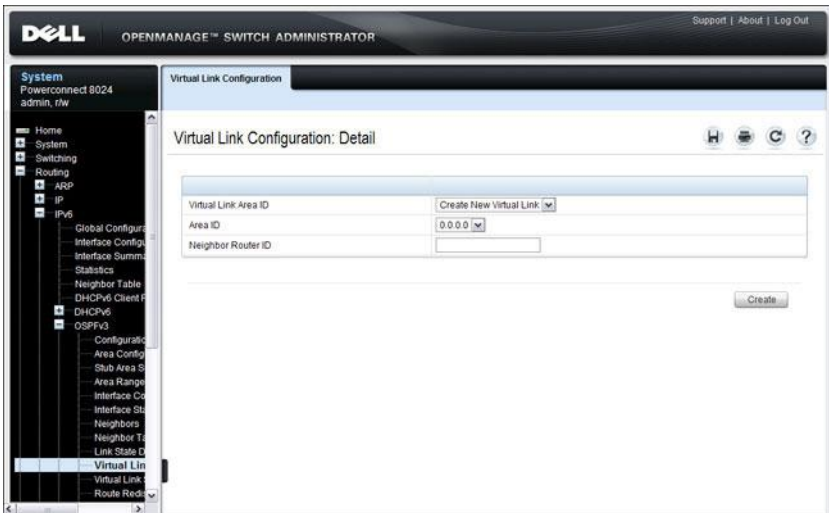 Support | About | Log Out
DELL
OPENMANAGE™ SWITCH ADMINISTRATOR
System
Powerconnect 8024
admin, r/w
Virtual Link Configuration
Home
System
Switching
Routing
ARP
IP
IPv6
Global Configura
Interface Configu
Interface Summa
Statistics
Neighbor Table
DHCPv6 Client P
DHCPv6
OSPFv3
Configuratio
Area Config
Stub Area S
Area Range
Interface Co
Interface Sta
Neighbors
Neighbor Ta
Link State D
Virtual Lin
Virtual Link S
Route Redis
Virtual Link Configuration: Detail
Virtual Link Area ID
Create New Virtual Link
Area ID
0.0.0.0
Neighbor Router ID
Create